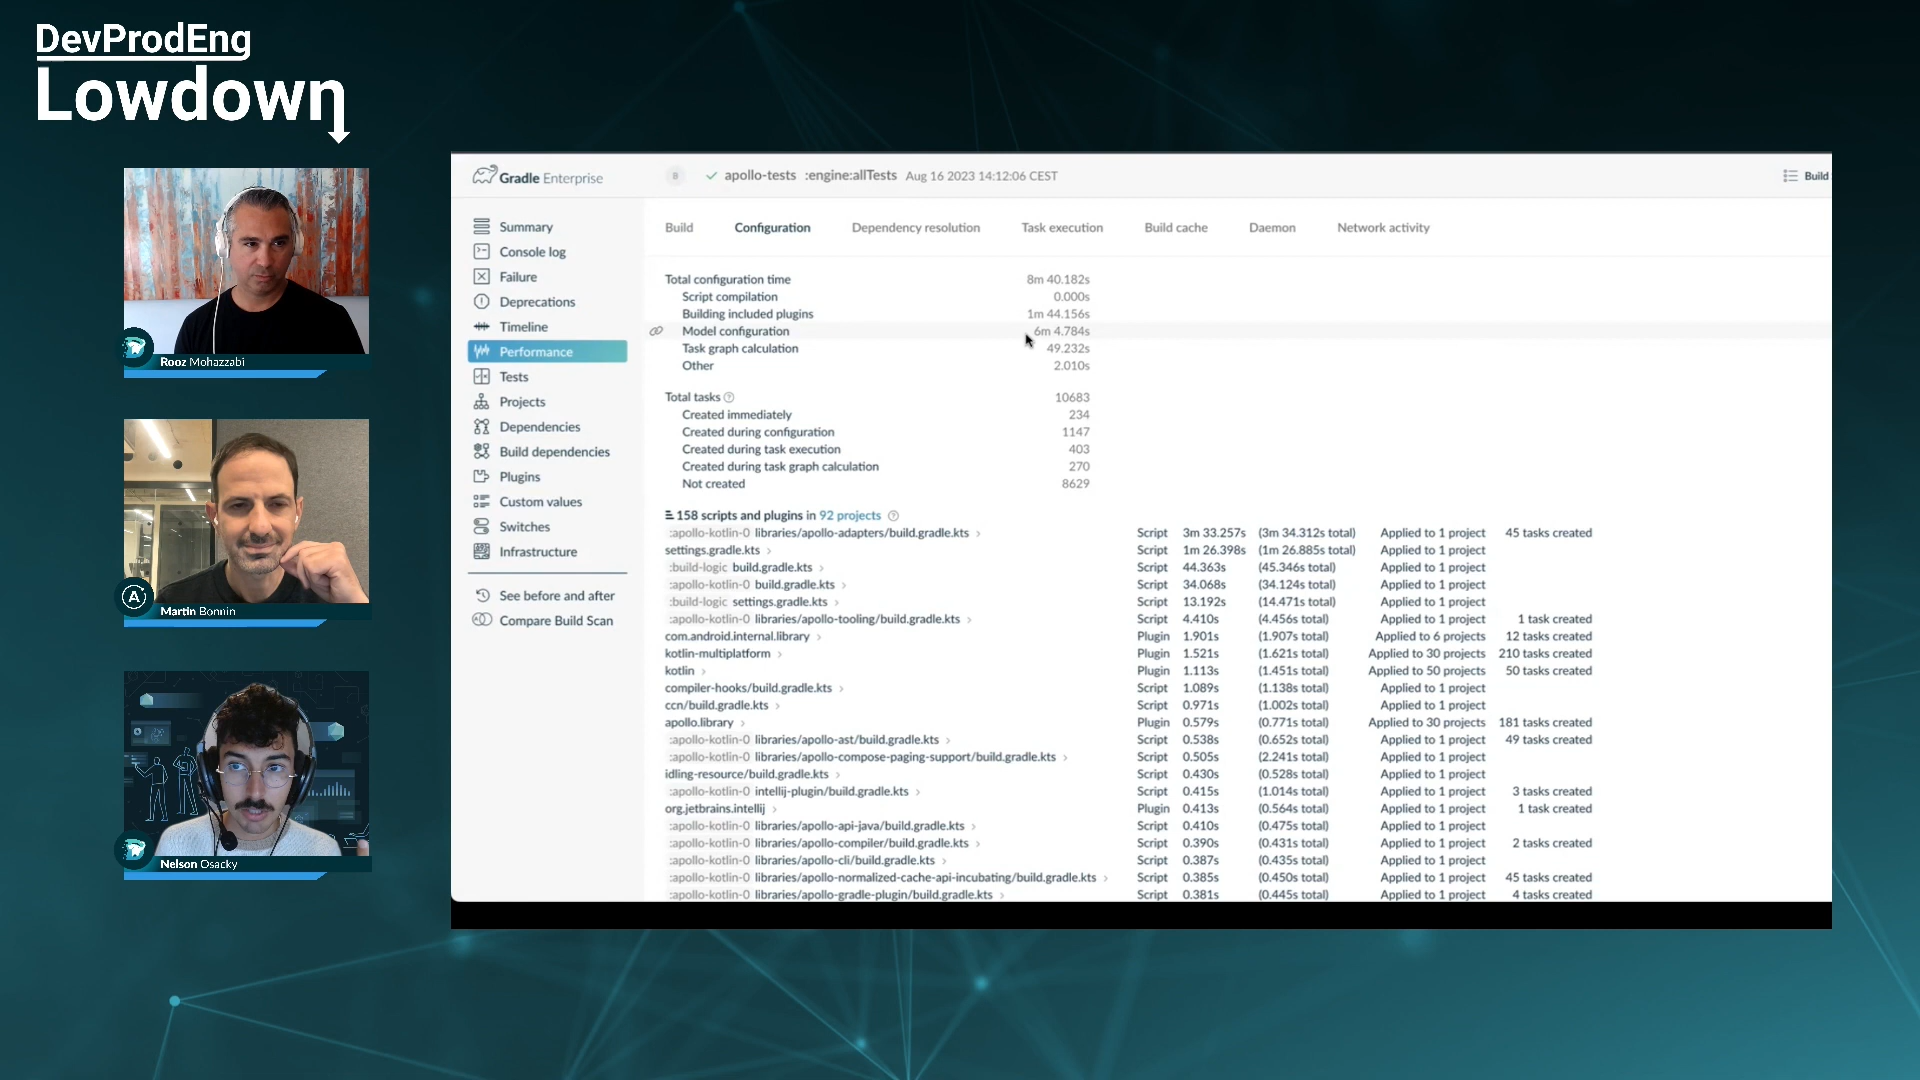 DevProdEng
Lowdown
Rooz Mohazzabi
A
Martin Bonnin
Nelson Osacky
Gradle Enterprise
B
apollo-tests :engine:allTests Aug 16 2023 14:12:06 CEST
Build
Summary
Console log
Failure
Deprecations
Timeline
Performance
Tests
Projects
Dependencies
Build dependencies
Plugins
Custom values
Switches
Infrastructure
See before and after
Compare Build Scan
Build Configuration Dependency resolution Task execution Build cache Daemon Network activity
Total configuration time 8m 40.182s
Script compilation 0.000s
Building included plugins 1m 44.156s
Model configuration 6m 4.784s
Task graph calculation 49.232s
Other 2.010s
Total tasks 10683
Created immediately 234
Created during configuration 1147
Created during task execution 403
Created during task graph calculation 270
Not created 8629
158 scripts and plugins in 92 projects
:apollo-kotlin-0 libraries/apollo-adapters/build.gradle.kts Script 3m 33.257s (3m 34.312s total) Applied to 1 project 45 tasks created
settings.gradle.kts Script 1m 26.398s (1m 26.885s total) Applied to 1 project
:build-logic build.gradle.kts Script 44.363s (45.346s total) Applied to 1 project
:apollo-kotlin-0 build.gradle.kts Script 34.068s (34.124s total) Applied to 1 project
:build-logic settings.gradle.kts Script 13.192s (14.471s total) Applied to 1 project
:apollo-kotlin-0 libraries/apollo-tooling/build.gradle.kts Script 4.410s (4.456s total) Applied to 1 project 1 task created
com.android.internal.library Plugin 1.901s (1.907s total) Applied to 6 projects 12 tasks created
kotlin-multiplatform Plugin 1.521s (1.621s total) Applied to 30 projects 210 tasks created
kotlin Plugin 1.113s (1.451s total) Applied to 50 projects 50 tasks created
compiler-hooks/build.gradle.kts Script 1.089s (1.138s total) Applied to 1 project
ccn/build.gradle.kts Script 0.971s (1.002s total) Applied to 1 project
apollo.library Plugin 0.579s (0.771s total) Applied to 30 projects 181 tasks created
:apollo-kotlin-0 libraries/apollo-ast/build.gradle.kts Script 0.538s (0.652s total) Applied to 1 project 49 tasks created
:apollo-kotlin-0 libraries/apollo-compose-paging-support/build.gradle.kts Script 0.505s (2.241s total) Applied to 1 project
idling-resource/build.gradle.kts Script 0.430s (0.528s total) Applied to 1 project
:apollo-kotlin-0 intellij-plugin/build.gradle.kts Script 0.415s (1.014s total) Applied to 1 project 3 tasks created
org.jetbrains.intellij Plugin 0.413s (0.564s total) Applied to 1 project 1 task created
:apollo-kotlin-0 libraries/apollo-api-java/build.gradle.kts Script 0.410s (0.475s total) Applied to 1 project
:apollo-kotlin-0 libraries/apollo-compiler/build.gradle.kts Script 0.390s (0.431s total) Applied to 1 project 2 tasks created
:apollo-kotlin-0 libraries/apollo-cli/build.gradle.kts Script 0.387s (0.435s total) Applied to 1 project
:apollo-kotlin-0 libraries/apollo-normalized-cache-api-incubating/build.gradle.kts Script 0.385s (0.450s total) Applied to 1 project 45 tasks created
:apollo-kotlin-0 libraries/apollo-gradle-plugin/build.gradle.kts Script 0.381s (0.445s total) Applied to 1 project 4 tasks created